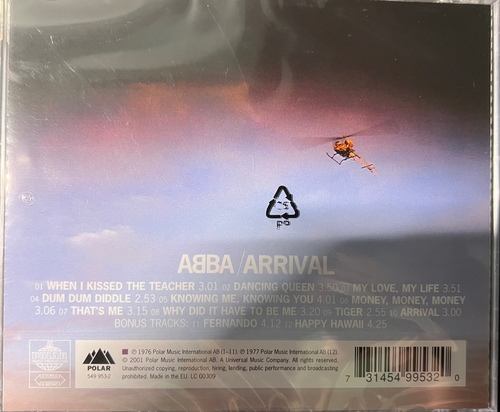 ABBA/ARRIVAL
01 WHEN I KISSED THE TEACHER 3.01 02 DANCING QUEEN 3.50 03 MY LOVE, MY LIFE 3.51
04 DUM DUM DIDDLE 2.53 05 KNOWING ME, KNOWING YOU 4.01 06 MONEY, MONEY, MONEY
3.06 07 THAT'S ME 3.15 08 WHY DID IT HAVE TO BE ME 3.20 09 TIGER 2.55 10 ARRIVAL 3.00
BONUS TRACKS: 11 FERNANDO 4.12 12 HAPPY HAWAII 4.25
POLAR
549 953-2
℗ 1976 Polar Music International AB (1-11). ℗ 1977 Polar Music International AB (12).
© 2001 Polar Music International AB. A Universal Music Company. All rights reserved.
Unauthorized copying, reproduction, hiring, lending, public performance and broadcasting
prohibited. Made in the EU. LC 00309
7 31454 99532 0